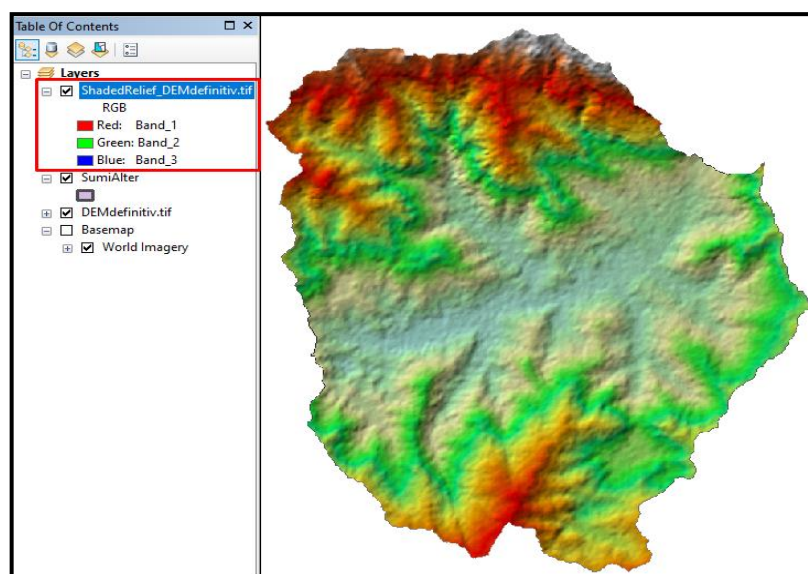 Table Of Contents
Layers
ShadedRelief_DEMdefinitiv.tif
RGB
Red: Band_1
Green: Band_2
Blue: Band_3
SumiAlter
DEMdefinitiv.tif
Basemap
World Imagery